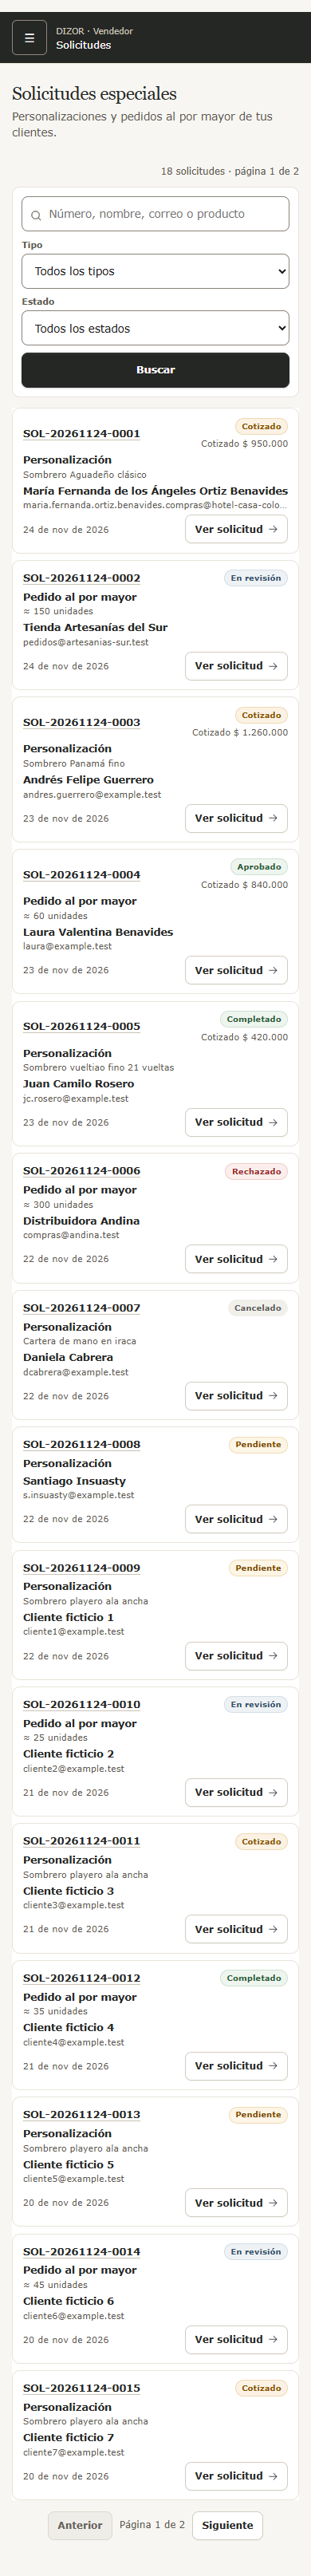 ☰
DIZOR · Vendedor
Solicitudes
Solicitudes especiales
Personalizaciones y pedidos al por mayor de tus
clientes.
18 solicitudes · página 1 de 2
Número, nombre, correo o producto
Tipo
Todos los tipos
Estado
Todos los estados
Buscar
SOL-20261124-0001
Cotizado
Cotizado $ 950.000
Personalización
Sombrero Aguadeño clásico
María Fernanda de los Ángeles Ortiz Benavides
maria.fernanda.ortiz.benavides.compras@hotel-casa-colo...
24 de nov de 2026
Ver solicitud →
SOL-20261124-0002
En revisión
Pedido al por mayor
≈ 150 unidades
Tienda Artesanías del Sur
pedidos@artesanias-sur.test
24 de nov de 2026
Ver solicitud →
SOL-20261124-0003
Cotizado
Cotizado $ 1.260.000
Personalización
Sombrero Panamá fino
Andrés Felipe Guerrero
andres.guerrero@example.test
23 de nov de 2026
Ver solicitud →
SOL-20261124-0004
Aprobado
Cotizado $ 840.000
Pedido al por mayor
≈ 60 unidades
Laura Valentina Benavides
laura@example.test
23 de nov de 2026
Ver solicitud →
SOL-20261124-0005
Completado
Cotizado $ 420.000
Personalización
Sombrero vueltiao fino 21 vueltas
Juan Camilo Rosero
jc.rosero@example.test
23 de nov de 2026
Ver solicitud →
SOL-20261124-0006
Rechazado
Pedido al por mayor
≈ 300 unidades
Distribuidora Andina
compras@andina.test
22 de nov de 2026
Ver solicitud →
SOL-20261124-0007
Cancelado
Personalización
Cartera de mano en iraca
Daniela Cabrera
dcabrera@example.test
22 de nov de 2026
Ver solicitud →
SOL-20261124-0008
Pendiente
Personalización
Santiago Insuasty
s.insuasty@example.test
22 de nov de 2026
Ver solicitud →
SOL-20261124-0009
Pendiente
Personalización
Sombrero playero ala ancha
Cliente ficticio 1
cliente1@example.test
22 de nov de 2026
Ver solicitud →
SOL-20261124-0010
En revisión
Pedido al por mayor
≈ 25 unidades
Cliente ficticio 2
cliente2@example.test
21 de nov de 2026
Ver solicitud →
SOL-20261124-0011
Cotizado
Personalización
Sombrero playero ala ancha
Cliente ficticio 3
cliente3@example.test
21 de nov de 2026
Ver solicitud →
SOL-20261124-0012
Completado
Pedido al por mayor
≈ 35 unidades
Cliente ficticio 4
cliente4@example.test
21 de nov de 2026
Ver solicitud →
SOL-20261124-0013
Pendiente
Personalización
Sombrero playero ala ancha
Cliente ficticio 5
cliente5@example.test
20 de nov de 2026
Ver solicitud →
SOL-20261124-0014
En revisión
Pedido al por mayor
≈ 45 unidades
Cliente ficticio 6
cliente6@example.test
20 de nov de 2026
Ver solicitud →
SOL-20261124-0015
Cotizado
Personalización
Sombrero playero ala ancha
Cliente ficticio 7
cliente7@example.test
20 de nov de 2026
Ver solicitud →
Anterior
Página 1 de 2
Siguiente